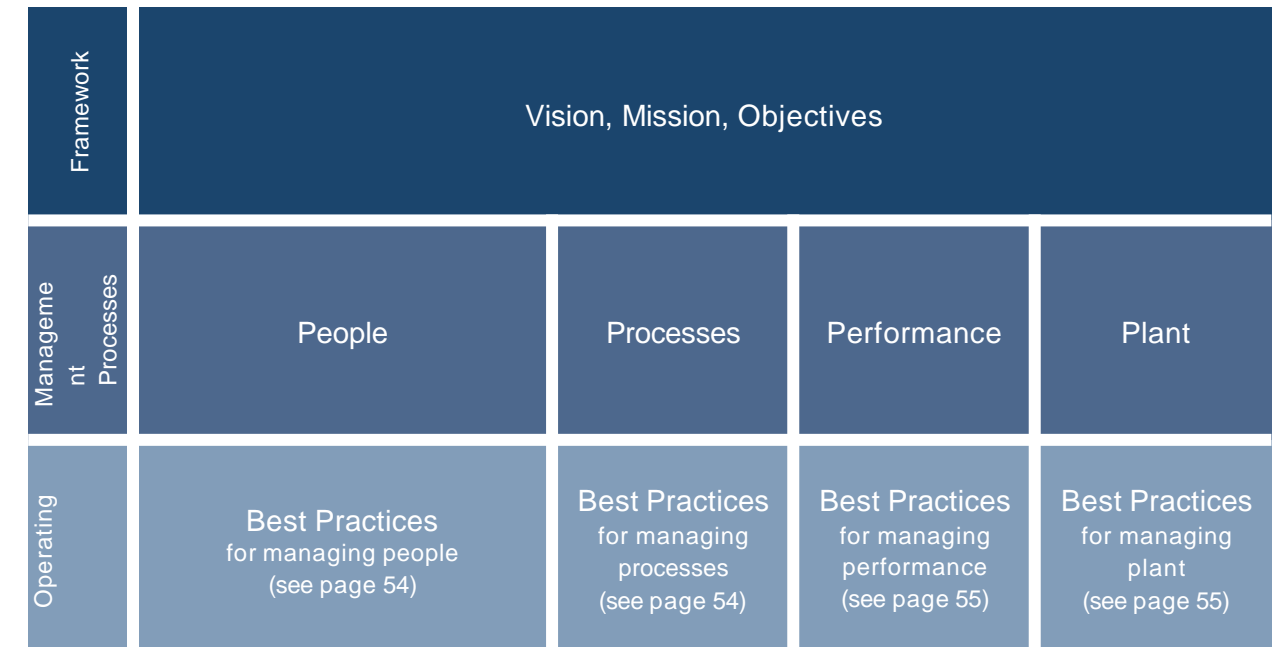 Framework
Vision, Mission, Objectives
Manageme
nt
Processes
People
Processes
Performance
Plant
Operating
Best Practices
for managing people
(see page 54)
Best Practices
for managing
processes
(see page 54)
Best Practices
for managing
performance
(see page 55)
Best Practices
for managing
plant
(see page 55)